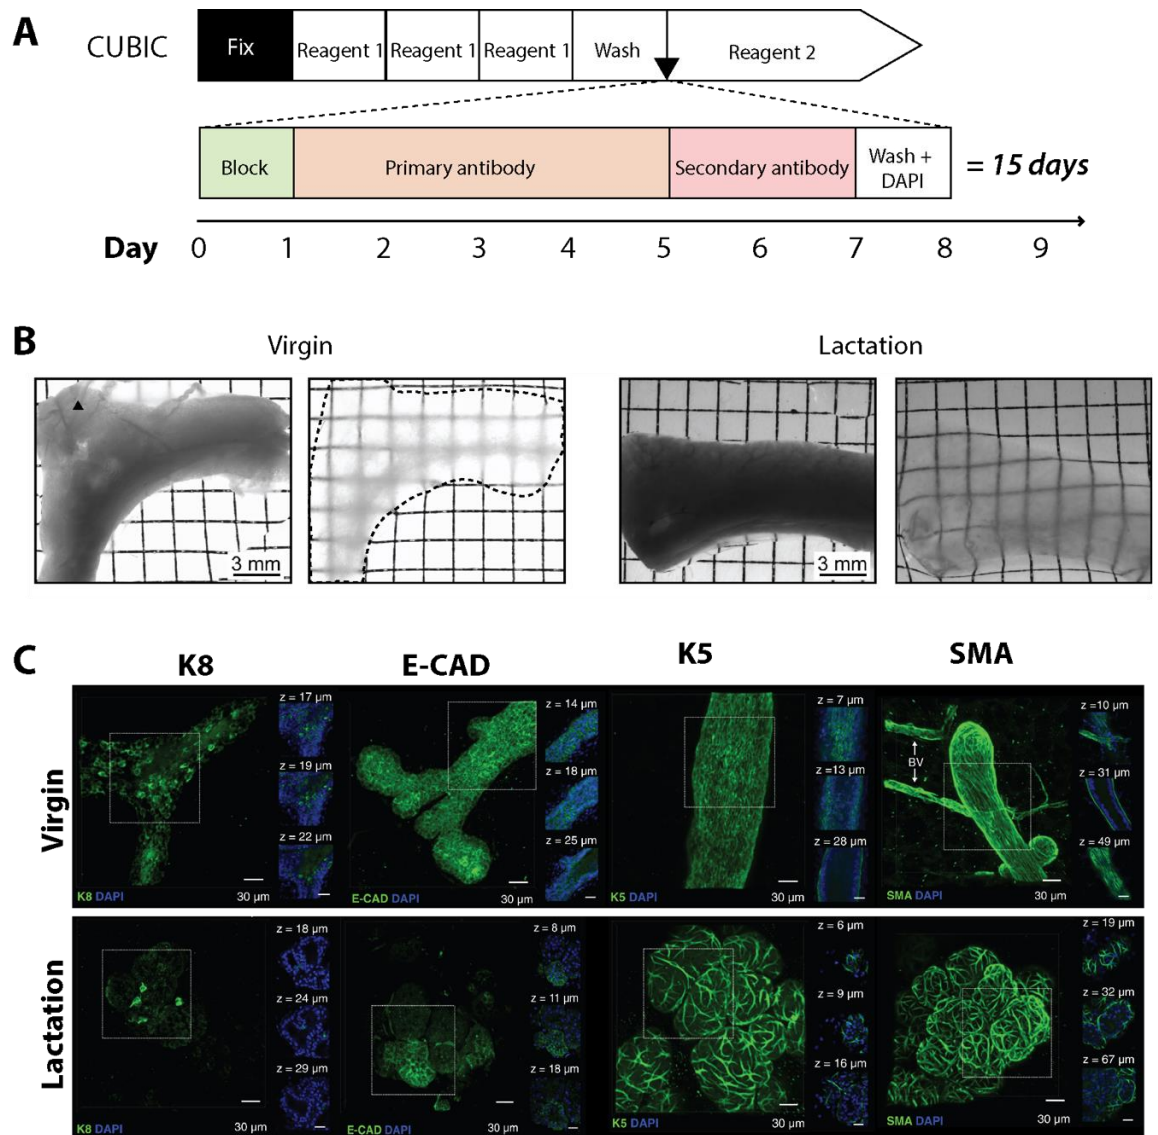 A
CUBIC
Fix
Reagent 1
Reagent 1
Reagent 1
Wash
Reagent 2
Block
Primary antibody
Secondary antibody
Wash +
DAPI
= 15 days
Day 0 1 2 3 4 5 6 7 8 9
B
Virgin
Lactation
3 mm
3 mm
C
K8
E-CAD
K5
SMA
Virgin
z = 17 µm
z = 19 µm
z = 22 µm
K8 DAPI
30 µm
z = 14 µm
z = 18 µm
z = 25 µm
E-CAD DAPI
30 µm
z = 7 µm
z =13 µm
z = 28 µm
K5 DAPI
30 µm
BV
z =10 µm
z = 31 µm
z = 49 µm
SMA DAPI
30 µm
Lactation
z = 18 µm
z = 24 µm
z = 29 µm
K8 DAPI
30 µm
z = 8 µm
z = 11 µm
z = 18 µm
E-CAD DAPI
30 µm
z = 6 µm
z = 9 µm
z = 16 µm
K5 DAPI
30 µm
z = 19 µm
z = 32 µm
z = 67 µm
SMA DAPI
30 µm